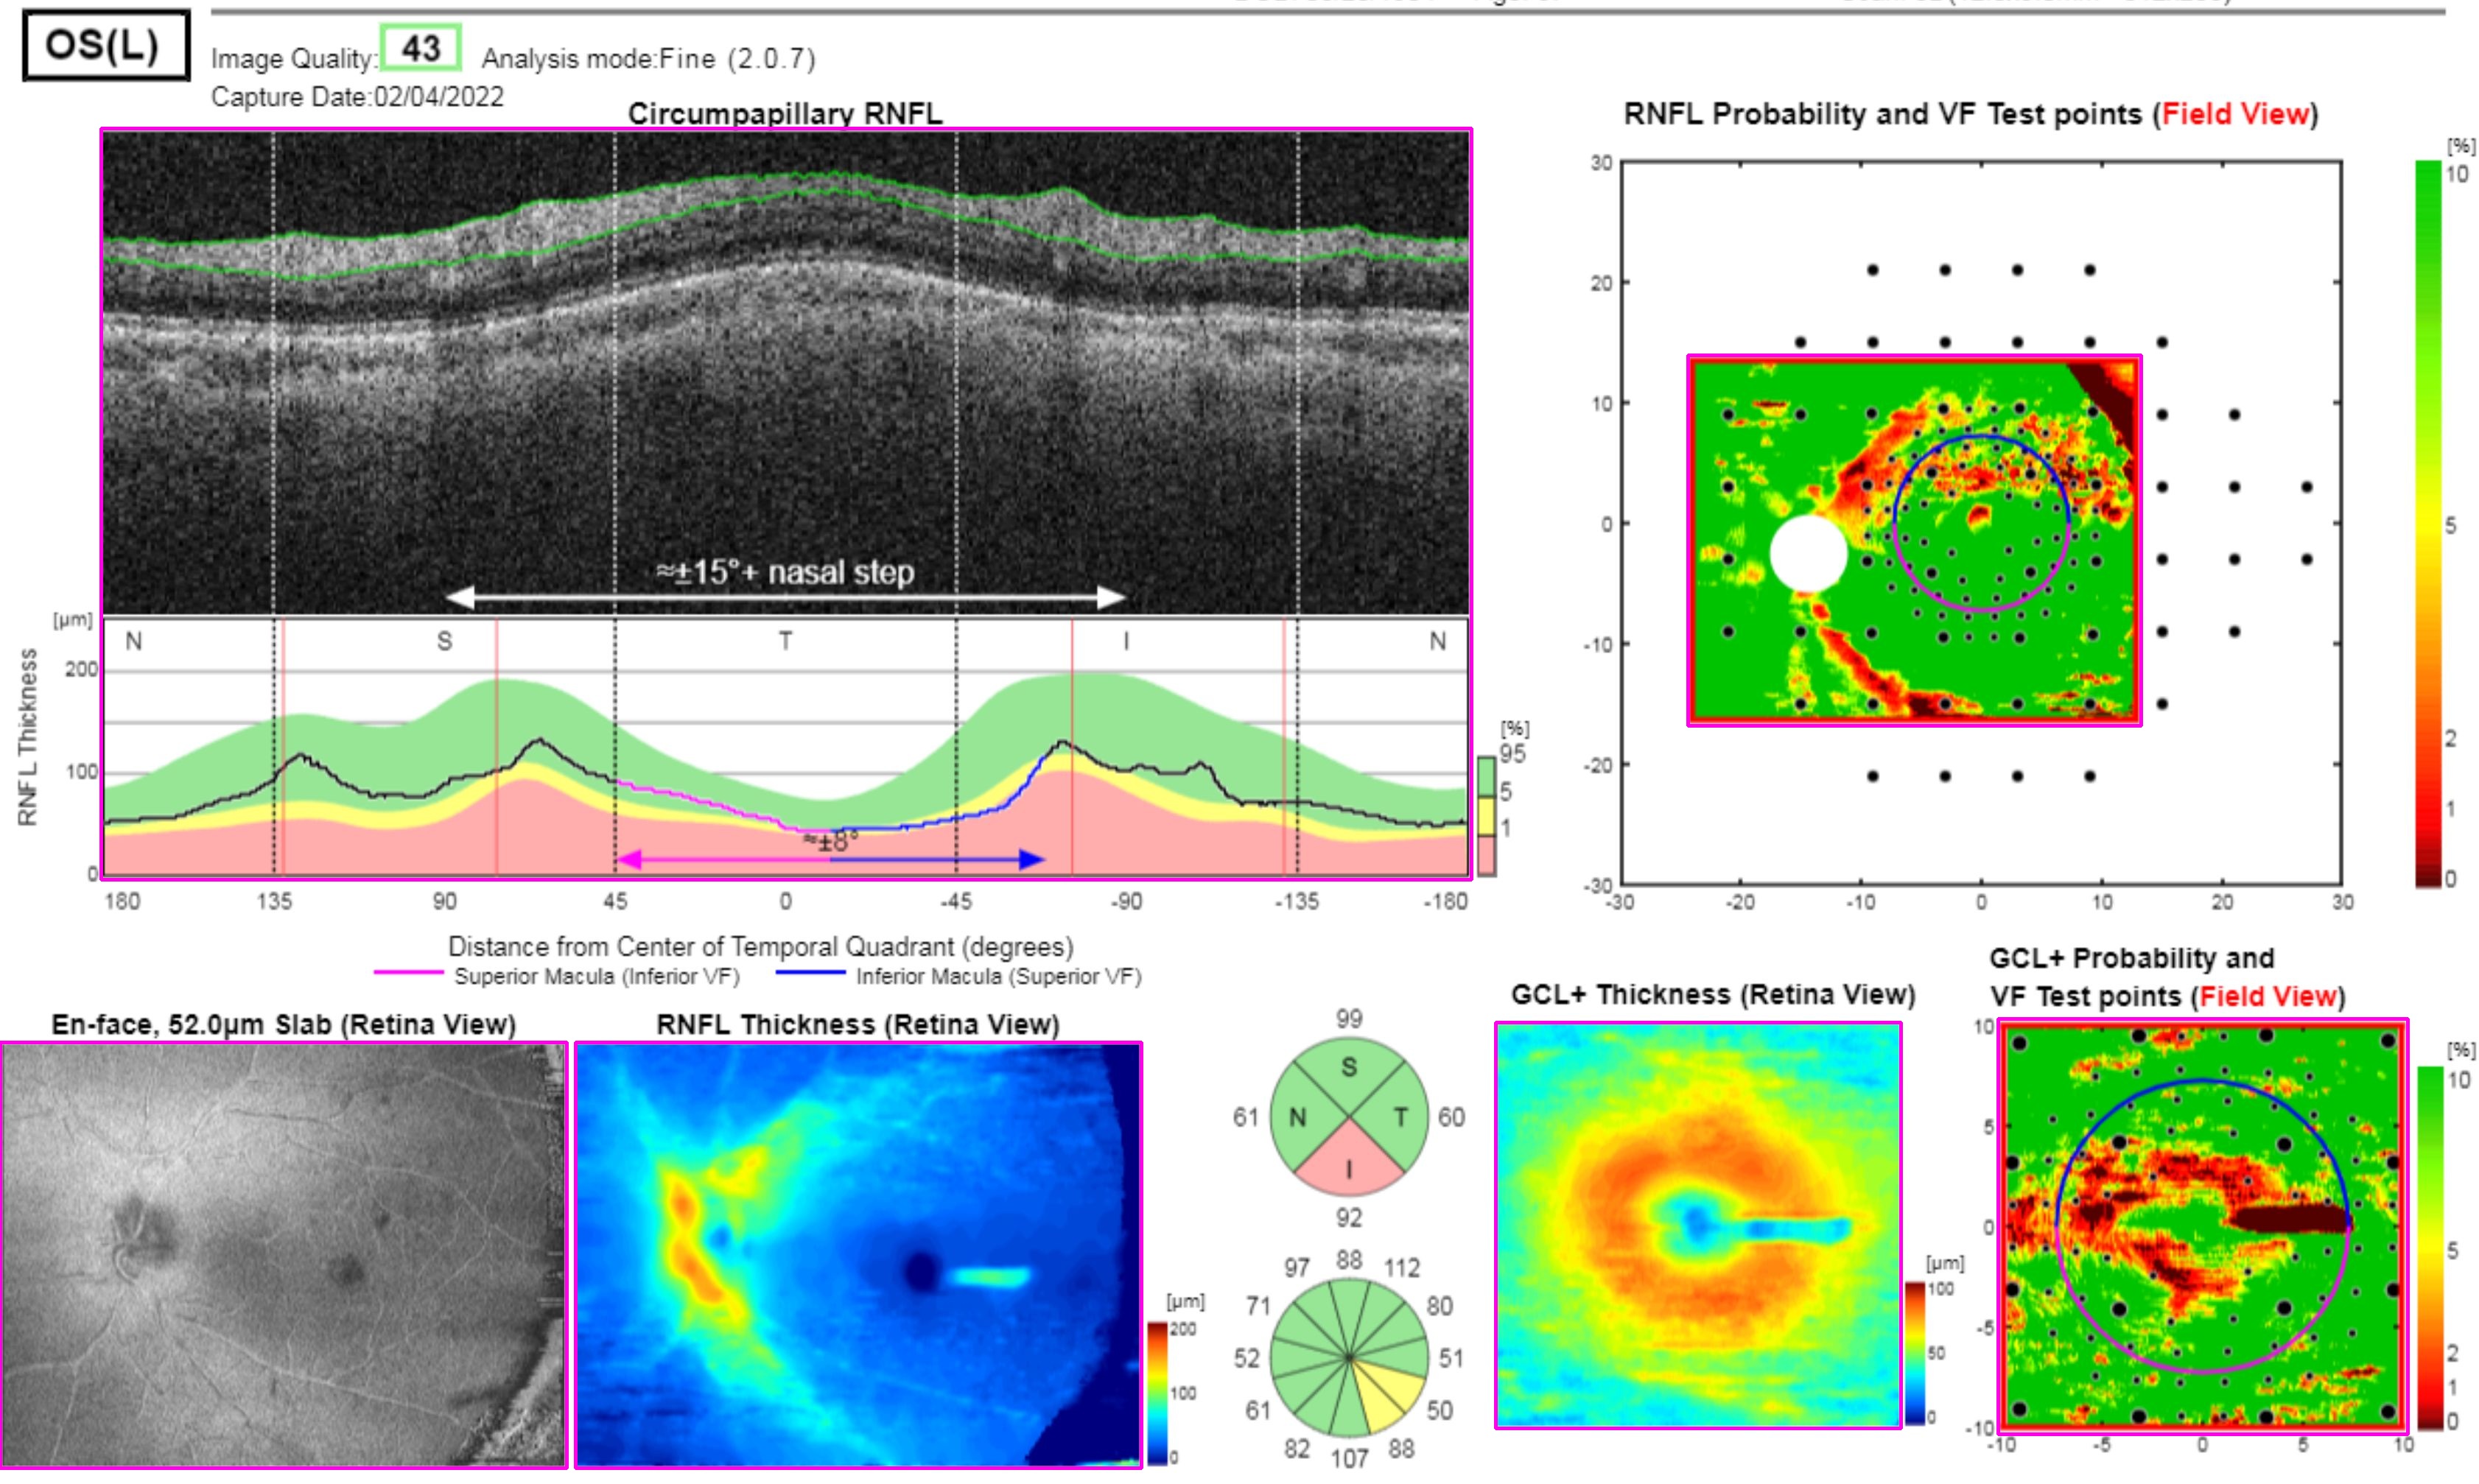 OS(L)
Image Quality: 43 Analysis mode:Fine (2.0.7)
Capture Date:02/04/2022
Circumpapillary RNFL
≈±15°+ nasal step
[µm]
N S T I N
200
100
0
RNFL Thickness
≈±8°
180 135 90 45 0 -45 -90 -135 -180
[%]
95
5
1
Distance from Center of Temporal Quadrant (degrees)
Superior Macula (Inferior VF) Inferior Macula (Superior VF)
RNFL Probability and VF Test points (Field View)
30
20
10
0
-10
-20
-30
-30 -20 -10 0 10 20 30
[%]
10
5
2
1
0
En-face, 52.0µm Slab (Retina View)
RNFL Thickness (Retina View)
[µm]
200
100
0
99
S
61 N T 60
I
92
97 88 112
71 80
52 51
61 50
82 107 88
GCL+ Thickness (Retina View)
[µm]
100
50
0
GCL+ Probability and
VF Test points (Field View)
10
5
0
-5
-10
-10 -5 0 5 10
[%]
10
5
2
1
0